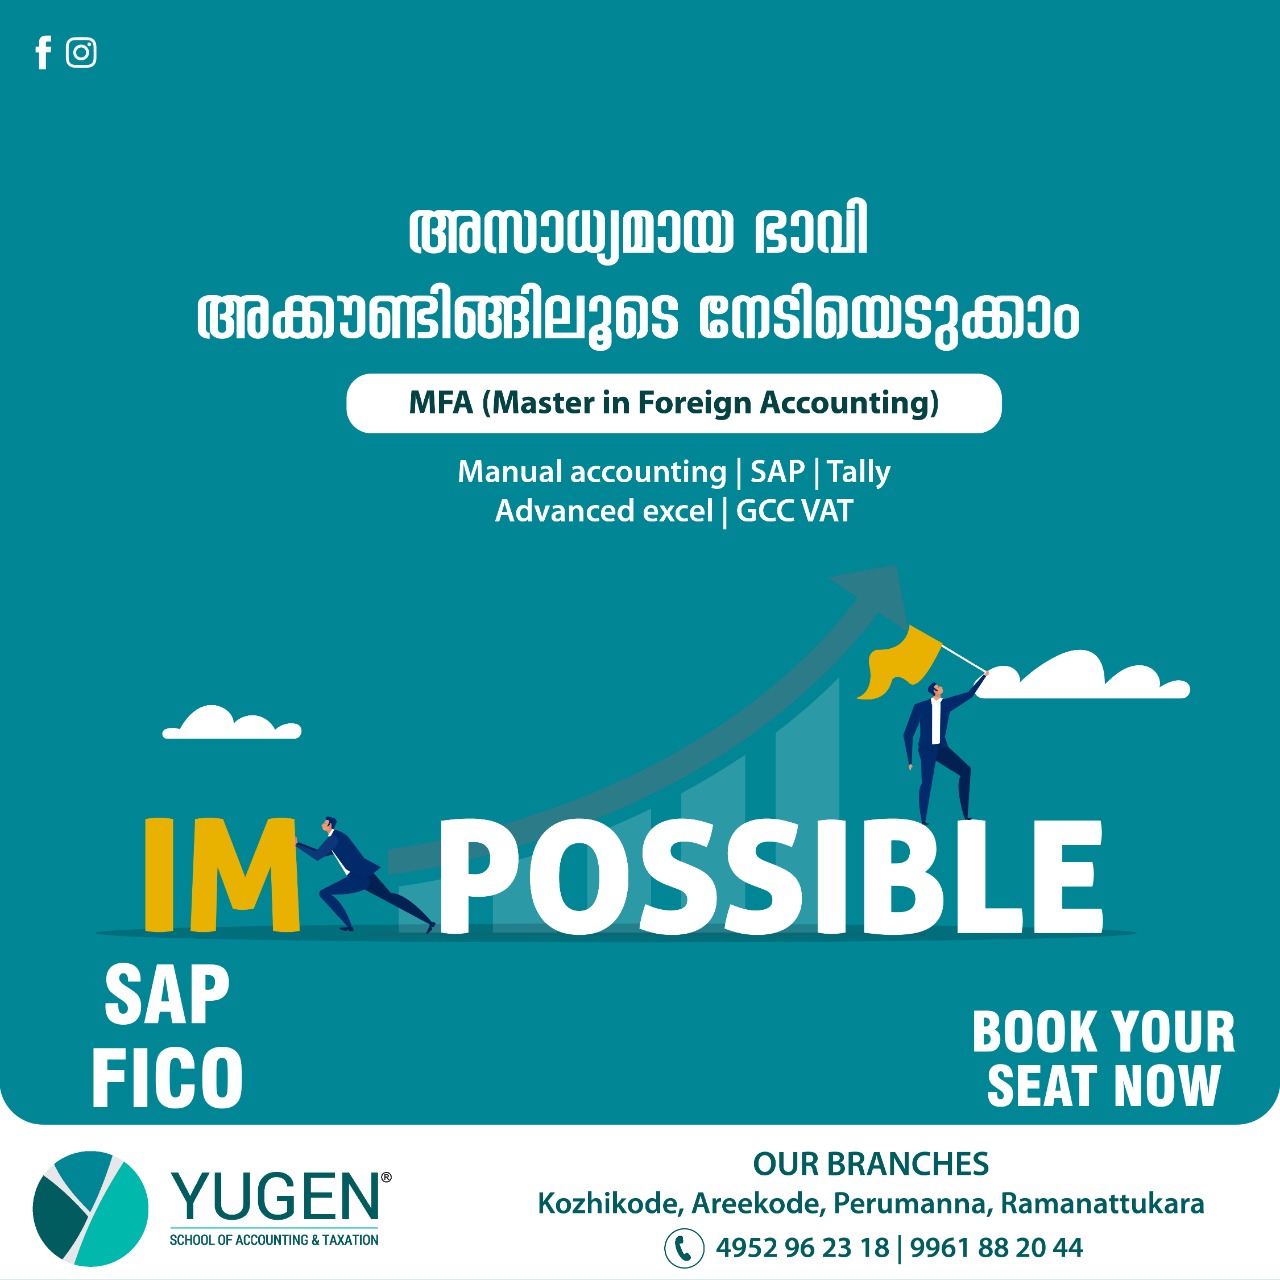 അസാധ്യമായ ഭാവി
അക്കൗണ്ടിങ്ങിലൂടെ നേടിയെടുക്കാം
MFA (Master in Foreign Accounting)
Manual accounting | SAP | Tally
Advanced excel | GCC VAT
IM POSSIBLE
SAP
FICO
BOOK YOUR
SEAT NOW
YUGEN®
SCHOOL OF ACCOUNTING & TAXATION
OUR BRANCHES
Kozhikode, Areekode, Perumanna, Ramanattukara
4952 96 23 18 | 9961 88 20 44